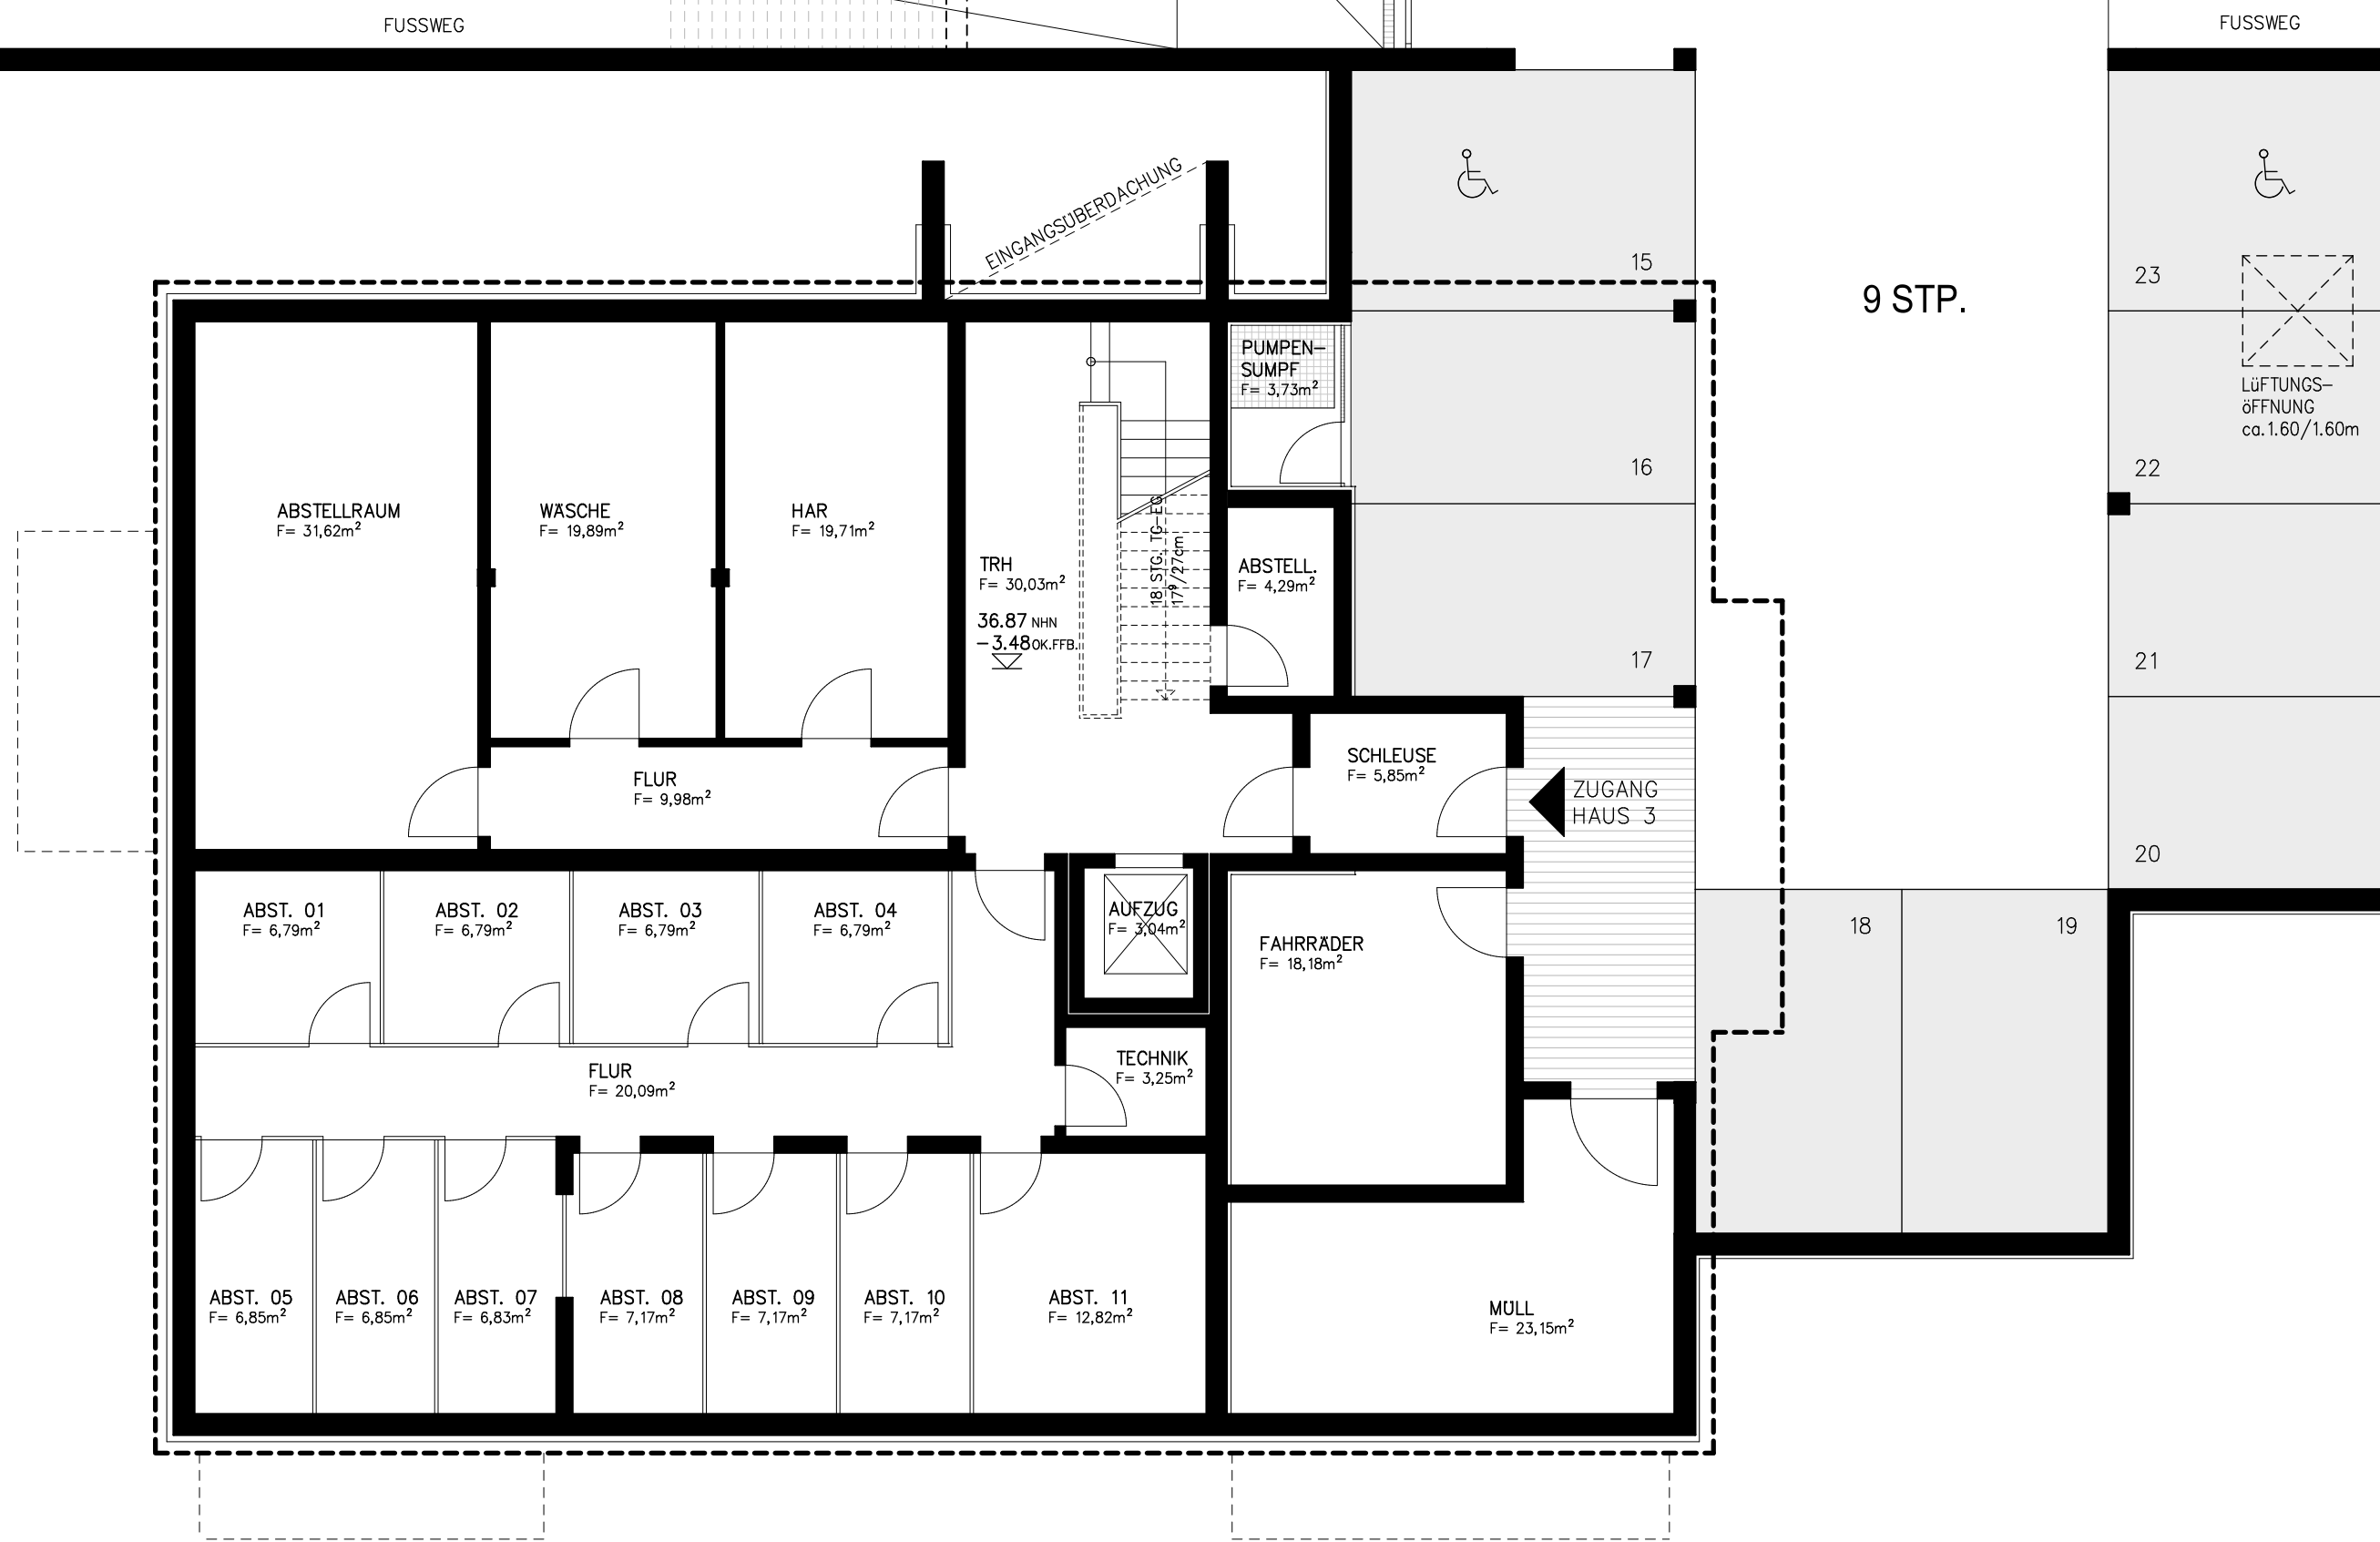 FUSSWEG
FUSSWEG
EINGANGSÜBERDACHUNG
15
23
9 STP.
PUMPEN-
SUMPF
F= 3,73m²
LüFTUNGS-
öFFNUNG
ca.1.60/1.60m
16
22
ABSTELLRAUM
F= 31,62m²
WÄSCHE
F= 19,89m²
HAR
F= 19,71m²
TRH
F= 30,03m²
36.87 NHN
-3.48 OK.FFB.
18 STG. TG-EG
17⁹/27cm
ABSTELL.
F= 4,29m²
17
21
FLUR
F= 9,98m²
SCHLEUSE
F= 5,85m²
ZUGANG
HAUS 3
20
ABST. 01
F= 6,79m²
ABST. 02
F= 6,79m²
ABST. 03
F= 6,79m²
ABST. 04
F= 6,79m²
AUFZUG
F= 3,04m²
FAHRRÄDER
F= 18,18m²
18
19
FLUR
F= 20,09m²
TECHNIK
F= 3,25m²
ABST. 05
F= 6,85m²
ABST. 06
F= 6,85m²
ABST. 07
F= 6,83m²
ABST. 08
F= 7,17m²
ABST. 09
F= 7,17m²
ABST. 10
F= 7,17m²
ABST. 11
F= 12,82m²
MÜLL
F= 23,15m²